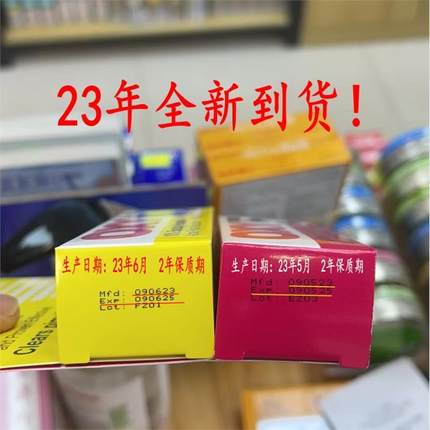 23年全新到货!
生产日期：23年6月 2年保质期
Mfd: 090623
Exp: 090625
Lot: F201
生产日期：23年5月 2年保质期
Mfd: 090523
Exp: 090525
Lot: E203
Clears